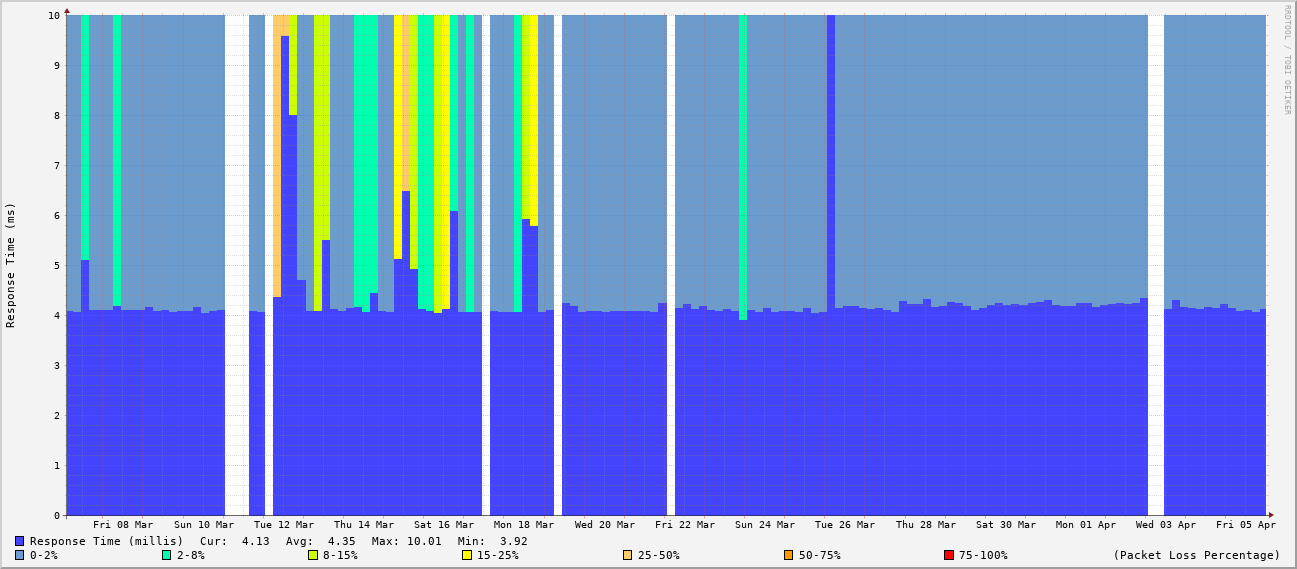 RRDTOOL / TOBI OETIKER
Response Time (ms)
10
9
8
7
6
5
4
3
2
1
0
Fri 08 Mar Sun 10 Mar Tue 12 Mar Thu 14 Mar Sat 16 Mar Mon 18 Mar Wed 20 Mar Fri 22 Mar Sun 24 Mar Tue 26 Mar Thu 28 Mar Sat 30 Mar Mon 01 Apr Wed 03 Apr Fri 05 Apr
Response Time (millis) Cur: 4.13 Avg: 4.35 Max: 10.01 Min: 3.92
0-2% 2-8% 8-15% 15-25% 25-50% 50-75% 75-100% (Packet Loss Percentage)